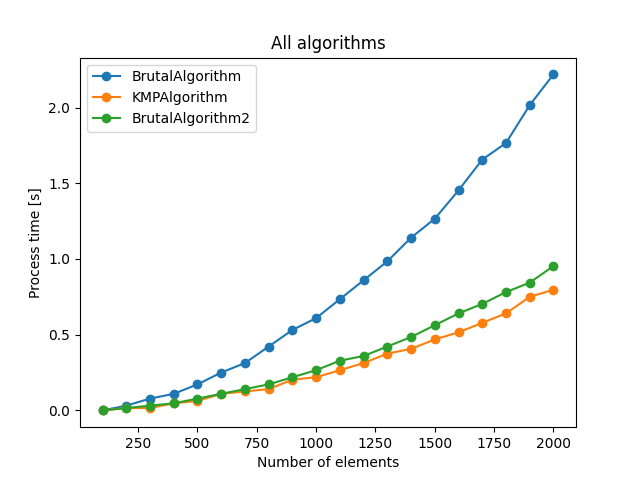 All algorithms
BrutalAlgorithm
KMPAlgorithm
BrutalAlgorithm2
Process time [s]
2.0
1.5
1.0
0.5
0.0
250 500 750 1000 1250 1500 1750 2000
Number of elements